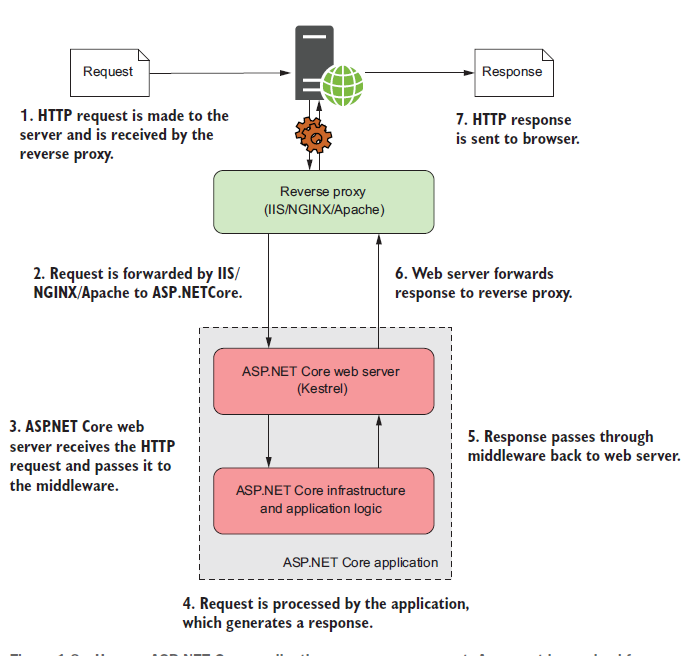 Request
Response
1. HTTP request is made to the
server and is received by the
reverse proxy.
7. HTTP response
is sent to browser.
Reverse proxy
(IIS/NGINX/Apache)
2. Request is forwarded by IIS/
NGINX/Apache to ASP.NETCore.
6. Web server forwards
response to reverse proxy.
ASP.NET Core web server
(Kestrel)
3. ASP.NET Core web
server receives the HTTP
request and passes it to
the middleware.
5. Response passes through
middleware back to web server.
ASP.NET Core infrastructure
and application logic
ASP.NET Core application
4. Request is processed by the application,
which generates a response.